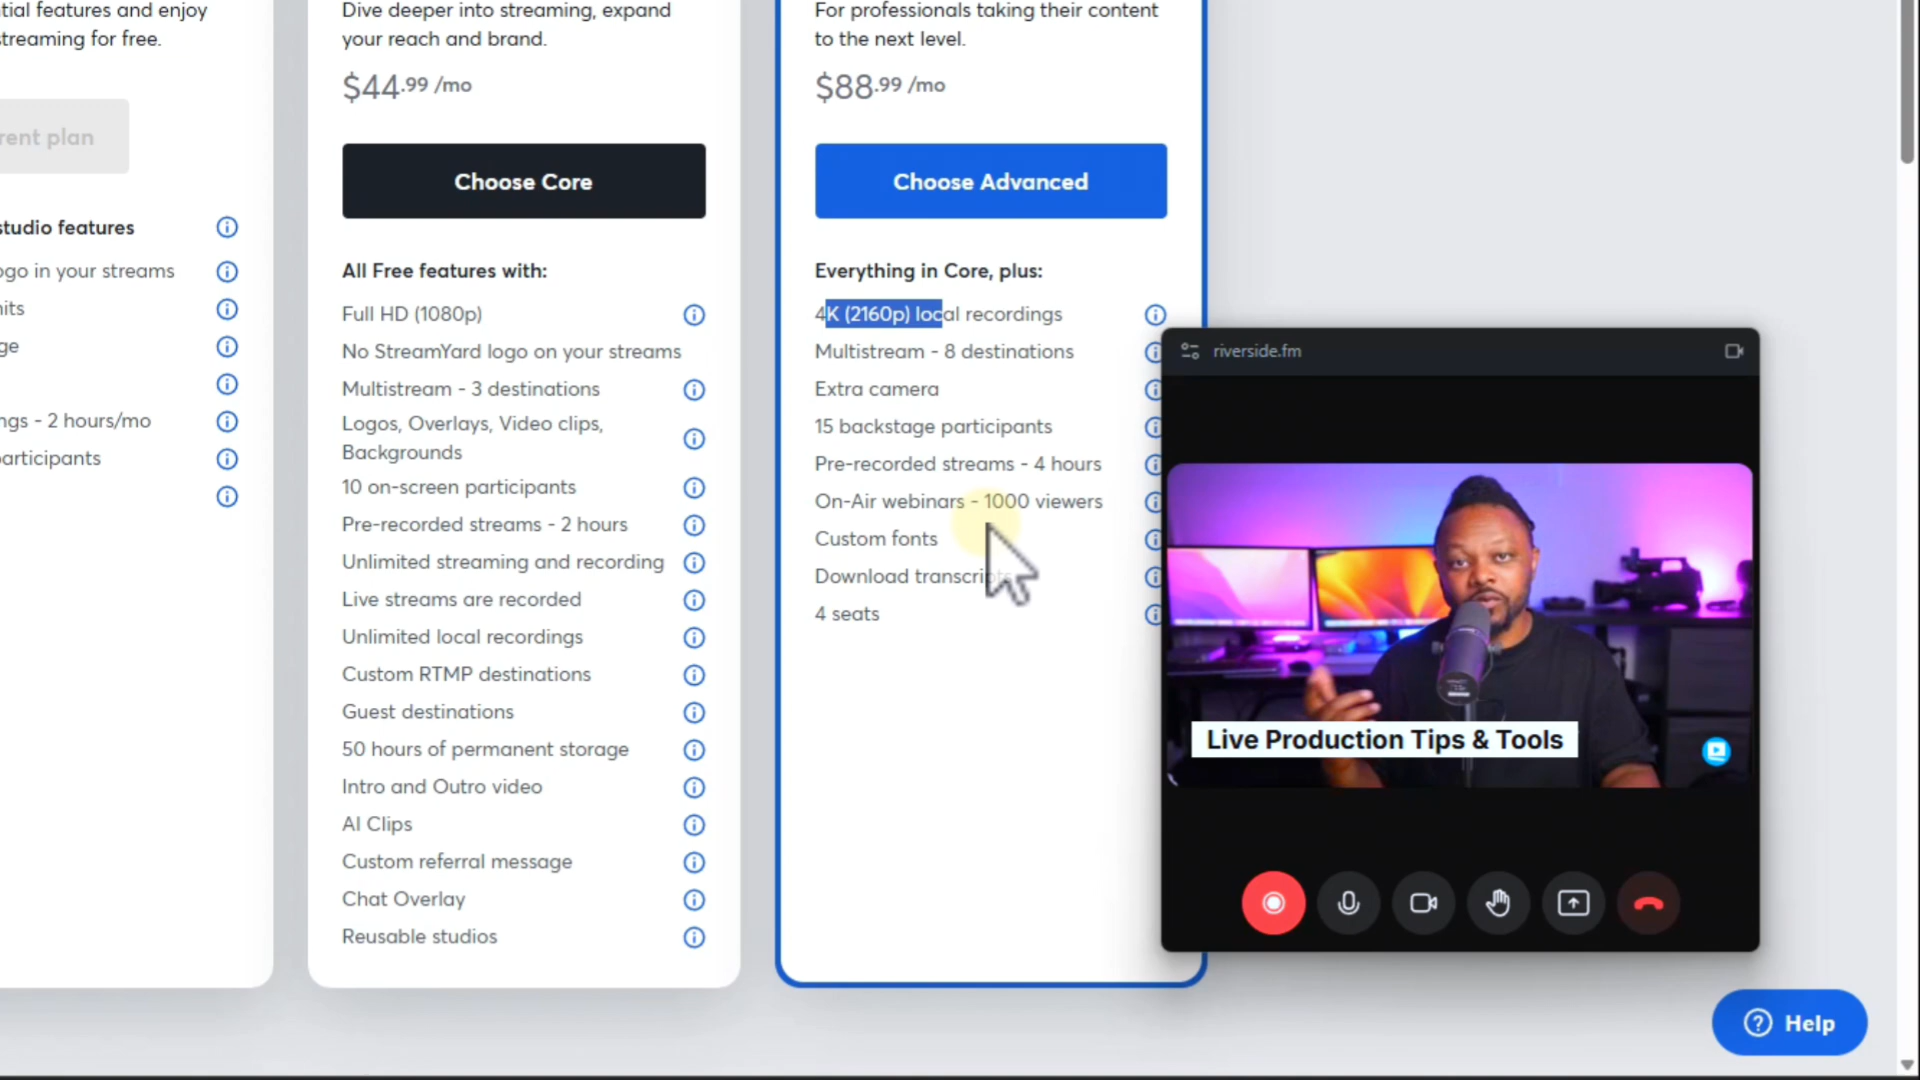 ntial features and enjoy
streaming for free.
rent plan
studio features
ogo in your streams
nits
ge
ngs - 2 hours/mo
participants
Dive deeper into streaming, expand
your reach and brand.
$44.99 /mo
Choose Core
All Free features with:
Full HD (1080p)
No StreamYard logo on your streams
Multistream - 3 destinations
Logos, Overlays, Video clips,
Backgrounds
10 on-screen participants
Pre-recorded streams - 2 hours
Unlimited streaming and recording
Live streams are recorded
Unlimited local recordings
Custom RTMP destinations
Guest destinations
50 hours of permanent storage
Intro and Outro video
AI Clips
Custom referral message
Chat Overlay
Reusable studios
For professionals taking their content
to the next level.
$88.99 /mo
Choose Advanced
Everything in Core, plus:
4K (2160p) local recordings
Multistream - 8 destinations
Extra camera
15 backstage participants
Pre-recorded streams - 4 hours
On-Air webinars - 1000 viewers
Custom fonts
Download transcripts
4 seats
riverside.fm
Live Production Tips & Tools
Help